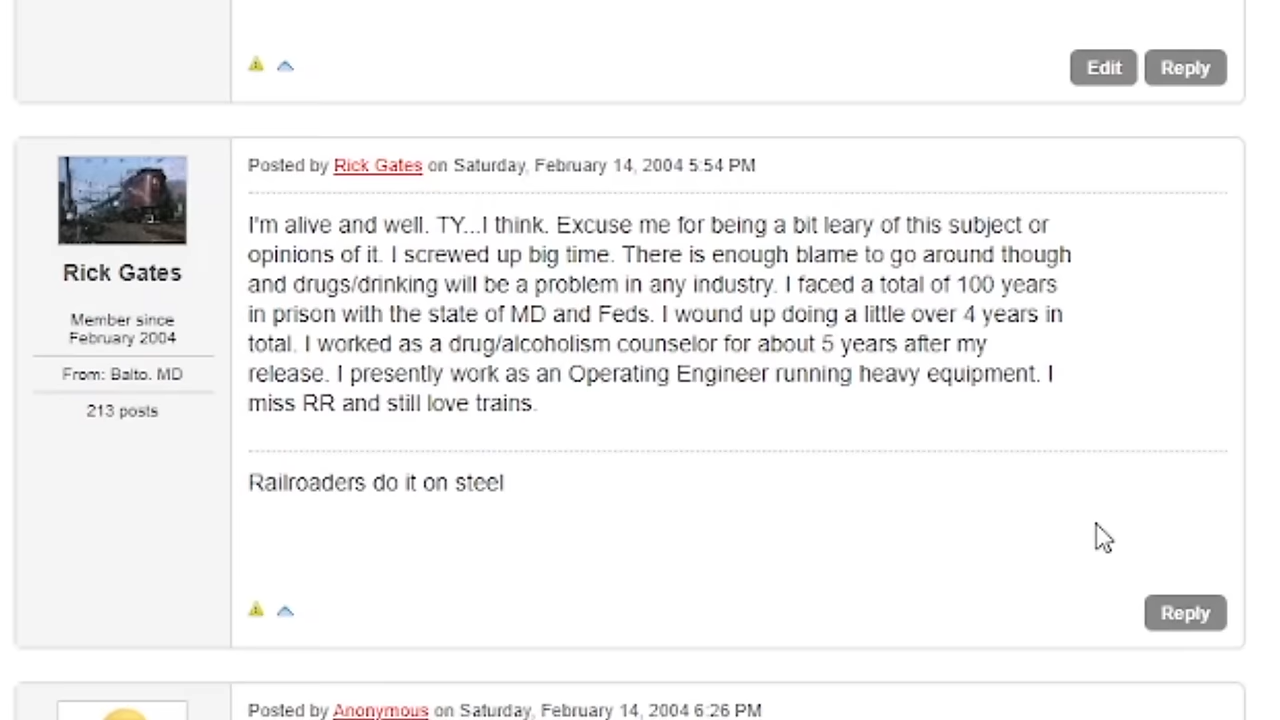 Edit Reply
Posted by Rick Gates on Saturday, February 14, 2004 5:54 PM
Rick Gates
Member since
February 2004
From: Balto. MD
213 posts
I'm alive and well. TY...I think. Excuse me for being a bit leary of this subject or
opinions of it. I screwed up big time. There is enough blame to go around though
and drugs/drinking will be a problem in any industry. I faced a total of 100 years
in prison with the state of MD and Feds. I wound up doing a little over 4 years in
total. I worked as a drug/alcoholism counselor for about 5 years after my
release. I presently work as an Operating Engineer running heavy equipment. I
miss RR and still love trains.
Railroaders do it on steel
Reply
Posted by Anonymous on Saturday, February 14, 2004 6:26 PM